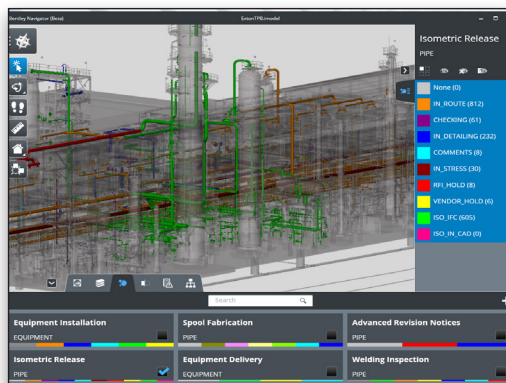 Bentley Navigator (Beta)
ExtonTPB.imodel
Isometric Release
PIPE
None (0)
IN_ROUTE (812)
CHECKING (61)
IN_DETAILING (232)
COMMENTS (8)
IN_STRESS (30)
RFI_HOLD (8)
VENDOR_HOLD (6)
ISO_IFC (605)
ISO_IN_CAD (0)
Search
Equipment Installation
EQUIPMENT
Spool Fabrication
PIPE
Advanced Revision Notices
PIPE
Isometric Release
PIPE
Equipment Delivery
EQUIPMENT
Welding Inspection
PIPE